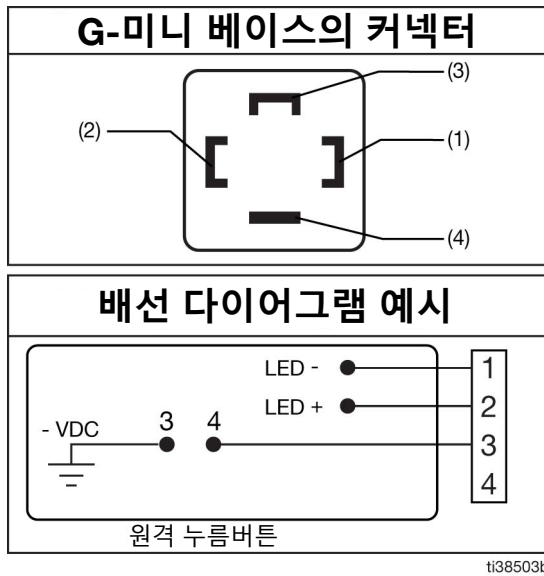 G-미니 베이스의 커넥터
(3)
(2)
(1)
(4)
배선 다이어그램 예시
LED - 1
LED + 2
- VDC 3 4 3
4
원격 누름버튼
ti38503b